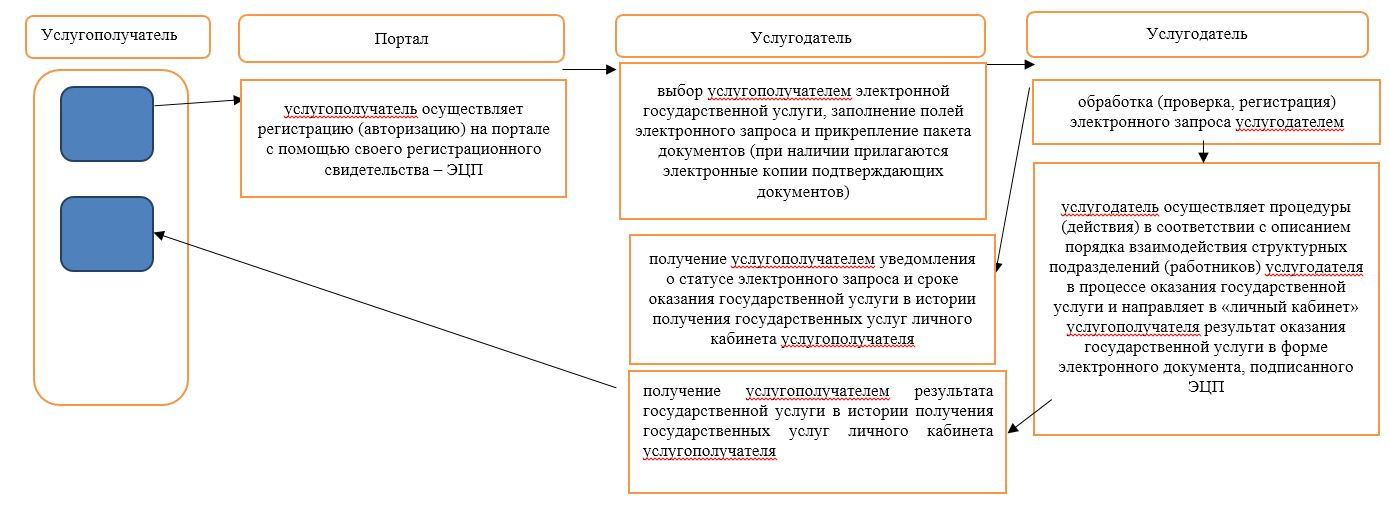 Услугополучатель
Портал
Услугодатель
Услугодатель
услугополучатель осуществляет
регистрацию (авторизацию) на портале
с помощью своего регистрационного
свидетельства – ЭЦП
выбор услугополучателем электронной
государственной услуги, заполнение полей
электронного запроса и прикрепление пакета
документов (при наличии прилагаются
электронные копии подтверждающих
документов)
обработка (проверка, регистрация)
электронного запроса услугодателем
услугодатель осуществляет процедуры
(действия) в соответствии с описанием
порядка взаимодействия структурных
подразделений (работников) услугодателя
в процессе оказания государственной
услуги и направляет в «личный кабинет»
услугополучателя результат оказания
государственной услуги в форме
электронного документа, подписанного
ЭЦП
получение услугополучателем уведомления
о статусе электронного запроса и сроке
оказания государственной услуги в истории
получения государственных услуг личного
кабинета услугополучателя
получение услугополучателем результата
государственной услуги в истории получения
государственных услуг личного кабинета
услугополучателя